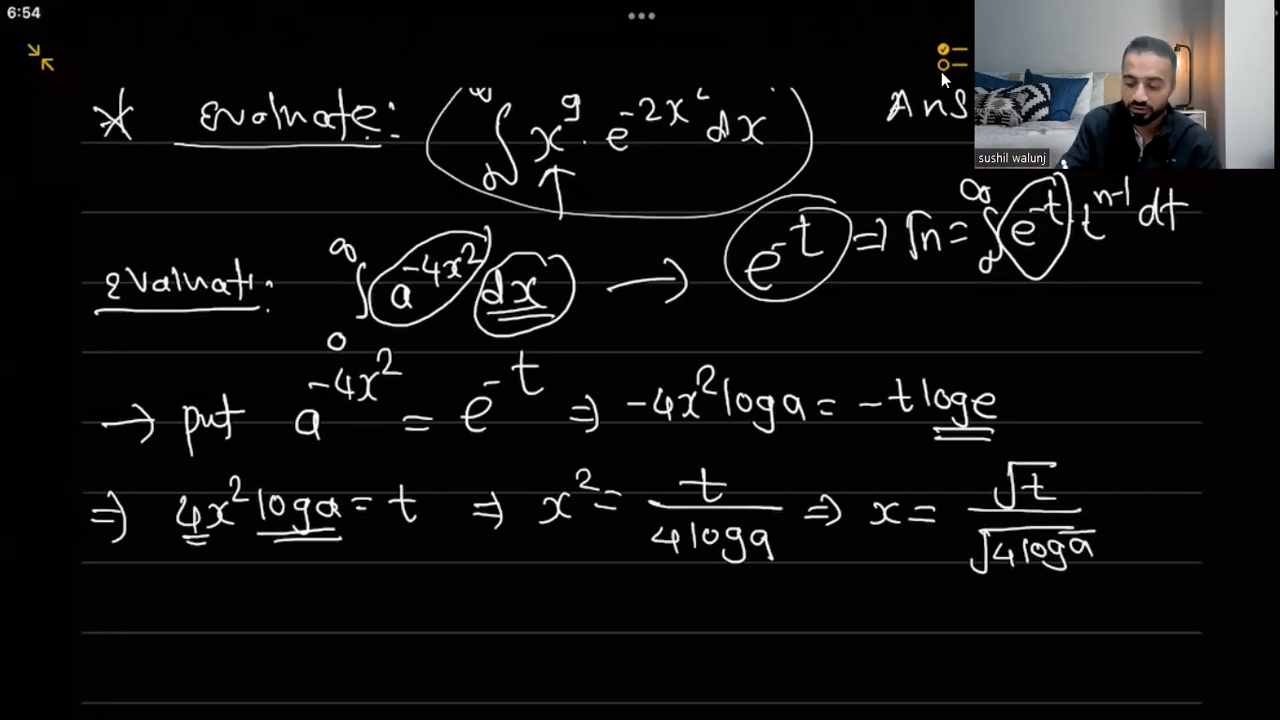 6:54
* evaluate: ∫₀^∞ x⁹ · e^{-2x²} dx Ans
sushil walunj
evaluati: ∫₀^∞ a^{-4x²} dx → e^{-t} ⇒ Γn = ∫₀^∞ e^{-t} · t^{n-1} dt
→ put a^{-4x²} = e^{-t} ⇒ -4x² log a = -t log e
⇒ 4x² log a = t ⇒ x² = t / (4 log a) ⇒ x = √t / √(4 log a)